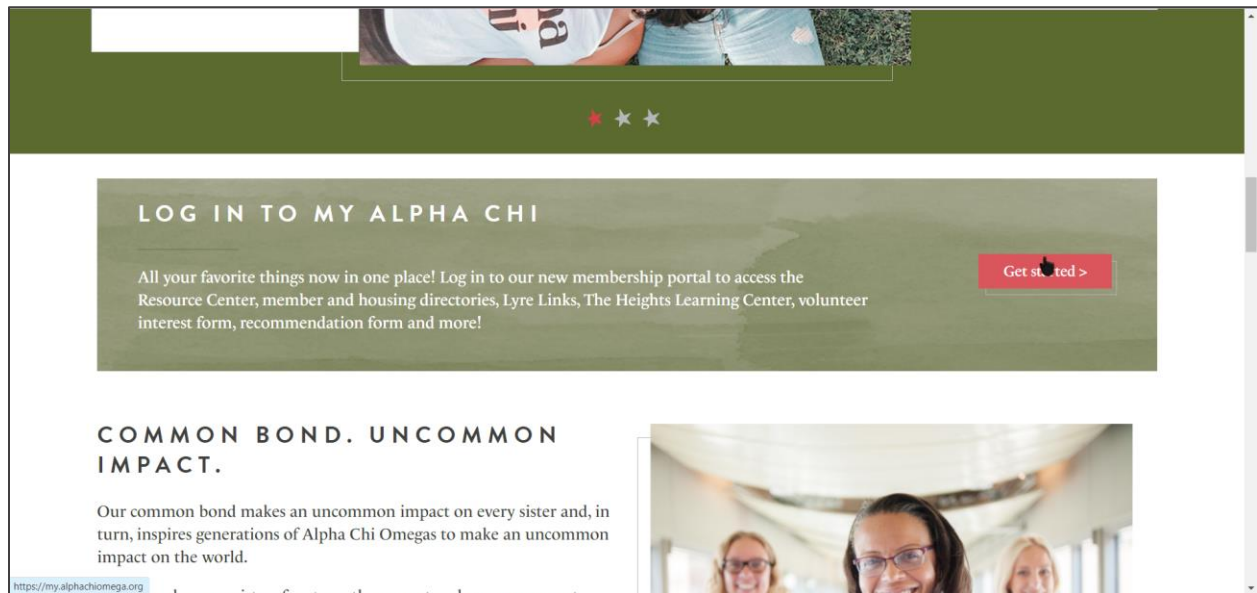 LOG IN TO MY ALPHA CHI
All your favorite things now in one place! Log in to our new membership portal to access the
Resource Center, member and housing directories, Lyre Links, The Heights Learning Center, volunteer
interest form, recommendation form and more!
Get started >
COMMON BOND. UNCOMMON
IMPACT.
Our common bond makes an uncommon impact on every sister and, in
turn, inspires generations of Alpha Chi Omegas to make an uncommon
impact on the world.
https://my.alphachiomega.org